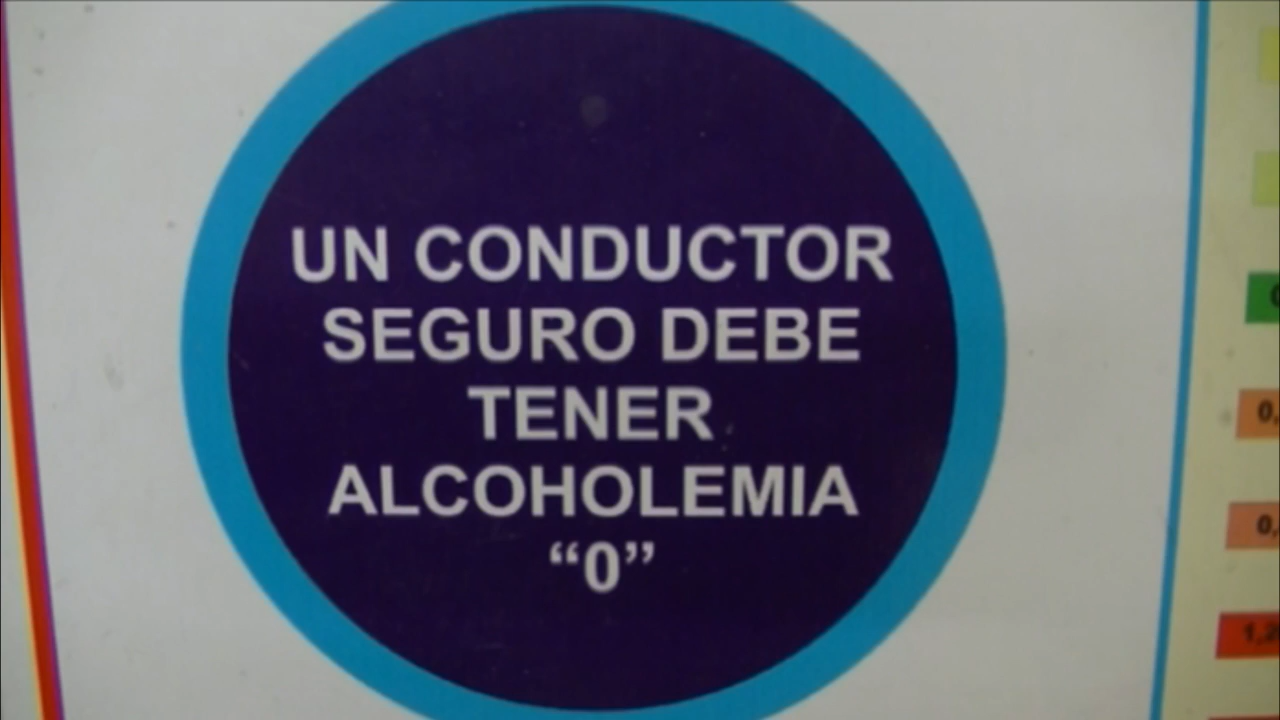 UN CONDUCTOR
SEGURO DEBE
TENER
ALCOHOLEMIA
“0”